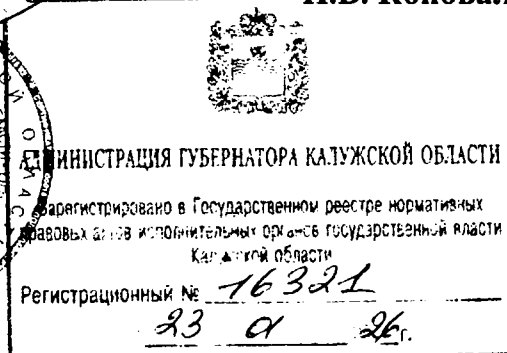 АДМИНИСТРАЦИЯ ГУБЕРНАТОРА КАЛУЖСКОЙ ОБЛАСТИ
Зарегистрировано в Государственном реестре нормативных
правовых актов исполнительных органов государственной власти
Калужской области
Регистрационный № 16321
23 26г.